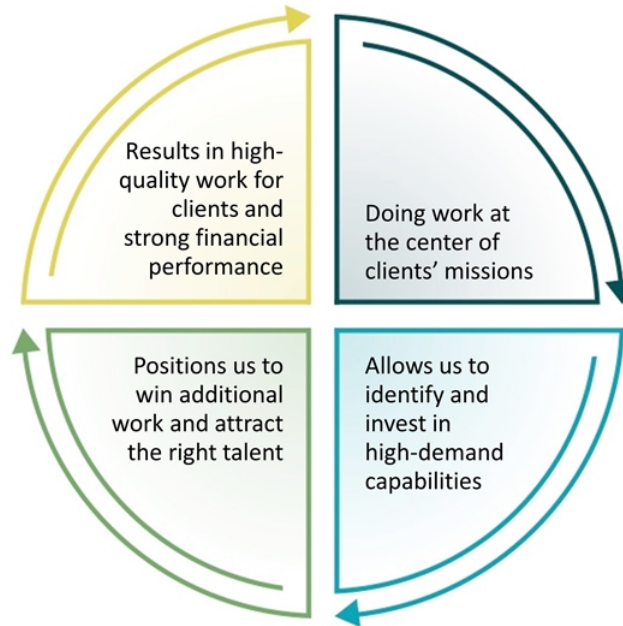 Results in high-
quality work for
clients and
strong financial
performance
Doing work at
the center of
clients’ missions
Positions us to
win additional
work and attract
the right talent
Allows us to
identify and
invest in
high-demand
capabilities